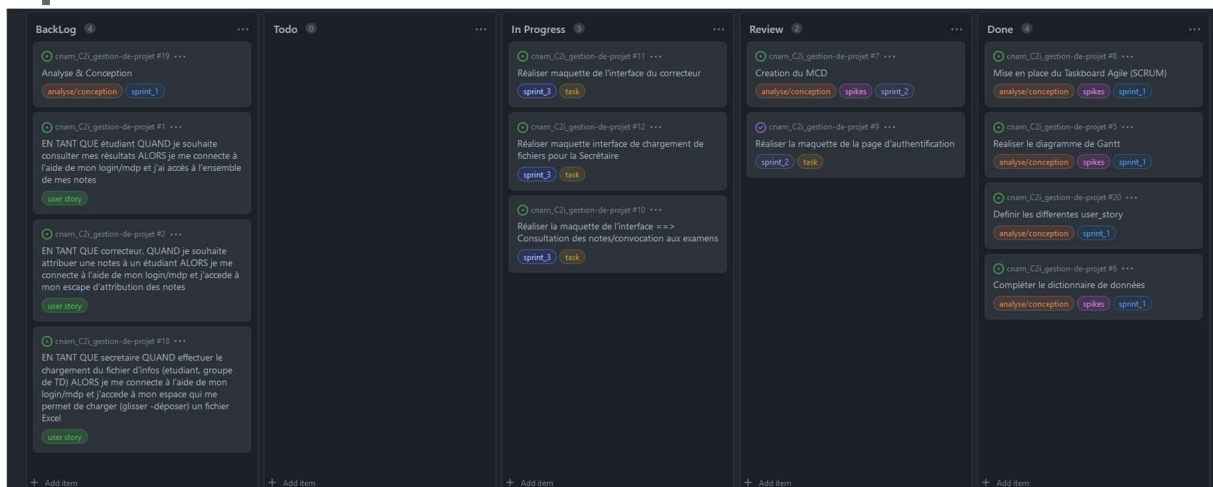 BackLog 4
cnam_C2i_gestion-de-projet #19
Analyse & Conception
analyse/conception sprint_1
cnam_C2i_gestion-de-projet #1
EN TANT QUE étudiant QUAND je souhaite
consulter mes résultats ALORS je me connecte à
l'aide de mon login/mdp et j'ai accès à l'ensemble
de mes notes
user story
cnam_C2i_gestion-de-projet #2
EN TANT QUE correcteur, QUAND je souhaite
attribuer une notes à un étudiant ALORS je me
connecte à l'aide de mon login/mdp et j'accede à
mon escape d'attribution des notes
user story
cnam_C2i_gestion-de-projet #18
EN TANT QUE secretaire QUAND effectuer le
chargement du fichier d'infos (etudiant, groupe
de TD) ALORS je me connecte à l'aide de mon
login/mdp et j'accede à mon espace qui me
permet de charger (glisser -déposer) un fichier
Excel
user story
+ Add item
Todo 0
+ Add item
In Progress 3
cnam_C2i_gestion-de-projet #11
Réaliser maquette de l'interface du correcteur
sprint_3 task
cnam_C2i_gestion-de-projet #12
Réaliser maquette interface de chargement de
fichiers pour la Secrétaire
sprint_3 task
cnam_C2i_gestion-de-projet #10
Réaliser la maquette de l'interface ==>
Consultation des notes/convocation aux examens
sprint_3 task
+ Add item
Review 2
cnam_C2i_gestion-de-projet #7
Creation du MCD
analyse/conception spikes sprint_2
cnam_C2i_gestion-de-projet #9
Réaliser la maquette de la page d'authentification
sprint_2 task
+ Add item
Done 4
cnam_C2i_gestion-de-projet #8
Mise en place du Taskboard Agile (SCRUM)
analyse/conception spikes sprint_1
cnam_C2i_gestion-de-projet #5
Realiser le diagramme de Gantt
analyse/conception spikes sprint_1
cnam_C2i_gestion-de-projet #20
Definir les differentes user_story
analyse/conception sprint_1
cnam_C2i_gestion-de-projet #6
Compléter le dictionnaire de données
analyse/conception spikes sprint_1
+ Add item